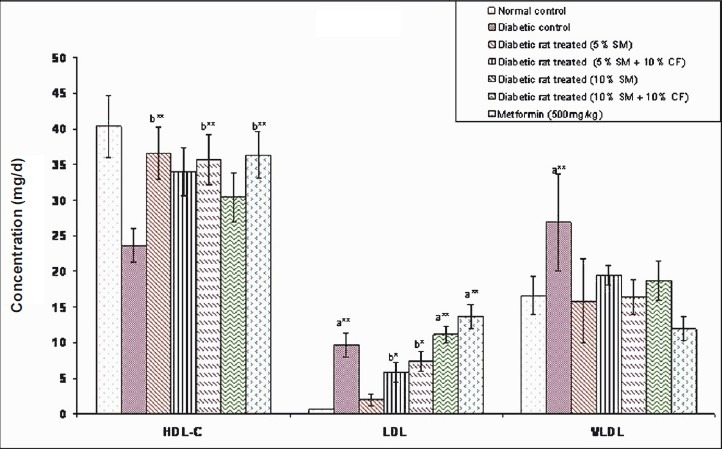 Normal control
Diabetic control
Diabetic rat treated (5% SM)
Diabetic rat treated (5% SM + 10% CF)
Diabetic rat treated (10% SM)
Diabetic rat treated (10% SM + 10% CF)
Metformin (500mg/kg)
Concentration (mg/d)
50
45
40
35
30
25
20
15
10
5
0
b** b** b**
a** b* b* a** a**
a**
HDL-C LDL VLDL